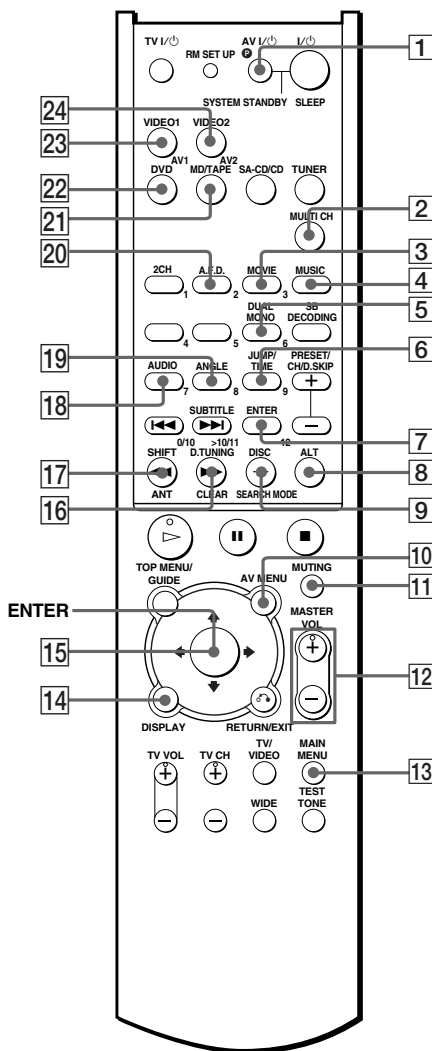 TV I/⏻ AV I/⏻ I/⏻
RM SET UP P 1
SYSTEM STANDBY SLEEP
24 VIDEO1 VIDEO2
23
AV1 AV2
22 DVD MD/TAPE SA-CD/CD TUNER
21
MULTI CH 2
20 3
2CH A.F.D. MOVIE MUSIC 4
1 2 3
DUAL MONO SB DECODING 5
4 5 6
19 JUMP/TIME PRESET/CH/D.SKIP 6
AUDIO ANGLE + 
18 7 8 9
SUBTITLE ENTER −
0/10 >10/11 12 7
17 SHIFT D.TUNING DISC ALT 8
16 ANT CLEAR SEARCH MODE 9
TOP MENU/GUIDE AV MENU MUTING 10
11
ENTER MASTER VOL
15 + 12
−
14
DISPLAY RETURN/EXIT
TV VOL TV CH TV/VIDEO MAIN MENU 13
+ + TEST TONE
− − WIDE